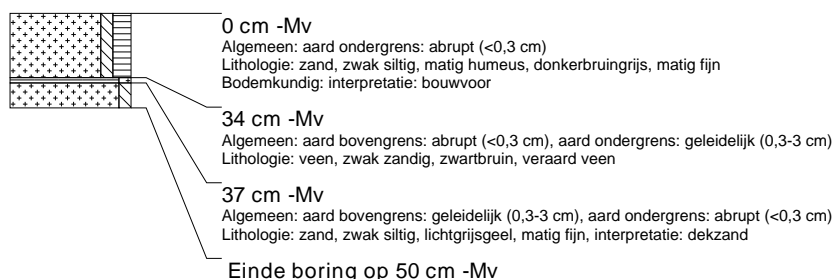 0 cm -Mv
Algemeen: aard ondergrens: abrupt (<0,3 cm)
Lithologie: zand, zwak siltig, matig humeus, donkerbruingrijs, matig fijn
Bodemkundig: interpretatie: bouwvoor
34 cm -Mv
Algemeen: aard bovengrens: abrupt (<0,3 cm), aard ondergrens: geleidelijk (0,3-3 cm)
Lithologie: veen, zwak zandig, zwartbruin, veraard veen
37 cm -Mv
Algemeen: aard bovengrens: geleidelijk (0,3-3 cm), aard ondergrens: abrupt (<0,3 cm)
Lithologie: zand, zwak siltig, lichtgrijsgeel, matig fijn, interpretatie: dekzand
Einde boring op 50 cm -Mv